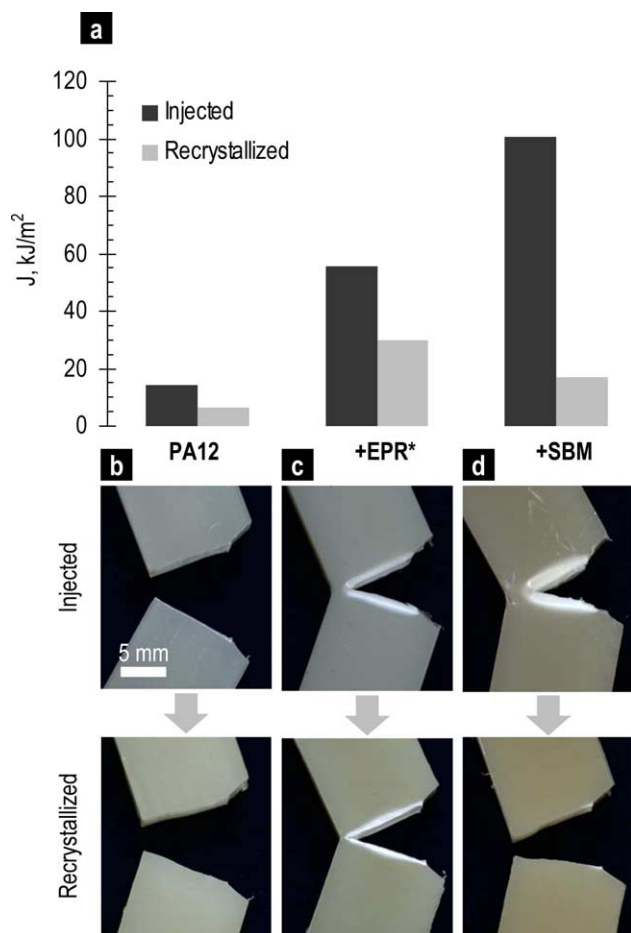 a
120
100
80
60
40
20
0
J, kJ/m²
Injected
Recrystallized
PA12
+EPR*
+SBM
b
c
d
Injected
5 mm
Recrystallized